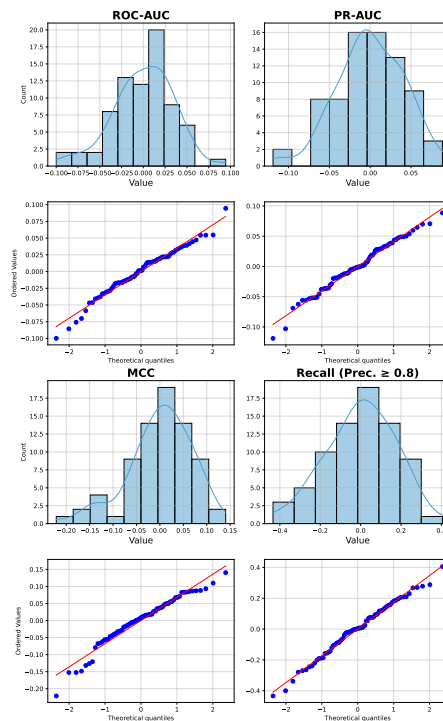 ROC-AUC PR-AUC
20.0
17.5
15.0
12.5
10.0
7.5
5.0
2.5
0.0
Count
-0.100 -0.075 -0.050 -0.025 0.000 0.025 0.050 0.075 0.100
Value
16
14
12
10
8
6
4
2
0
-0.10 -0.05 0.00 0.05
Value
0.100
0.075
0.050
0.025
0.000
−0.025
−0.050
−0.075
−0.100
Ordered Values
−2 −1 0 1 2
Theoretical quantiles
0.10
0.05
0.00
−0.05
−0.10
−2 −1 0 1 2
Theoretical quantiles
MCC Recall (Prec. ≥ 0.8)
17.5
15.0
12.5
10.0
7.5
5.0
2.5
0.0
Count
−0.20 −0.15 −0.10 −0.05 0.00 0.05 0.10 0.15
Value
17.5
15.0
12.5
10.0
7.5
5.0
2.5
0.0
−0.4 −0.2 0.0 0.2
Value
0.15
0.10
0.05
0.00
−0.05
−0.10
−0.15
−0.20
Ordered Values
−2 −1 0 1 2
Theoretical quantiles
0.4
0.2
0.0
−0.2
−0.4
−2 −1 0 1 2
Theoretical quantiles